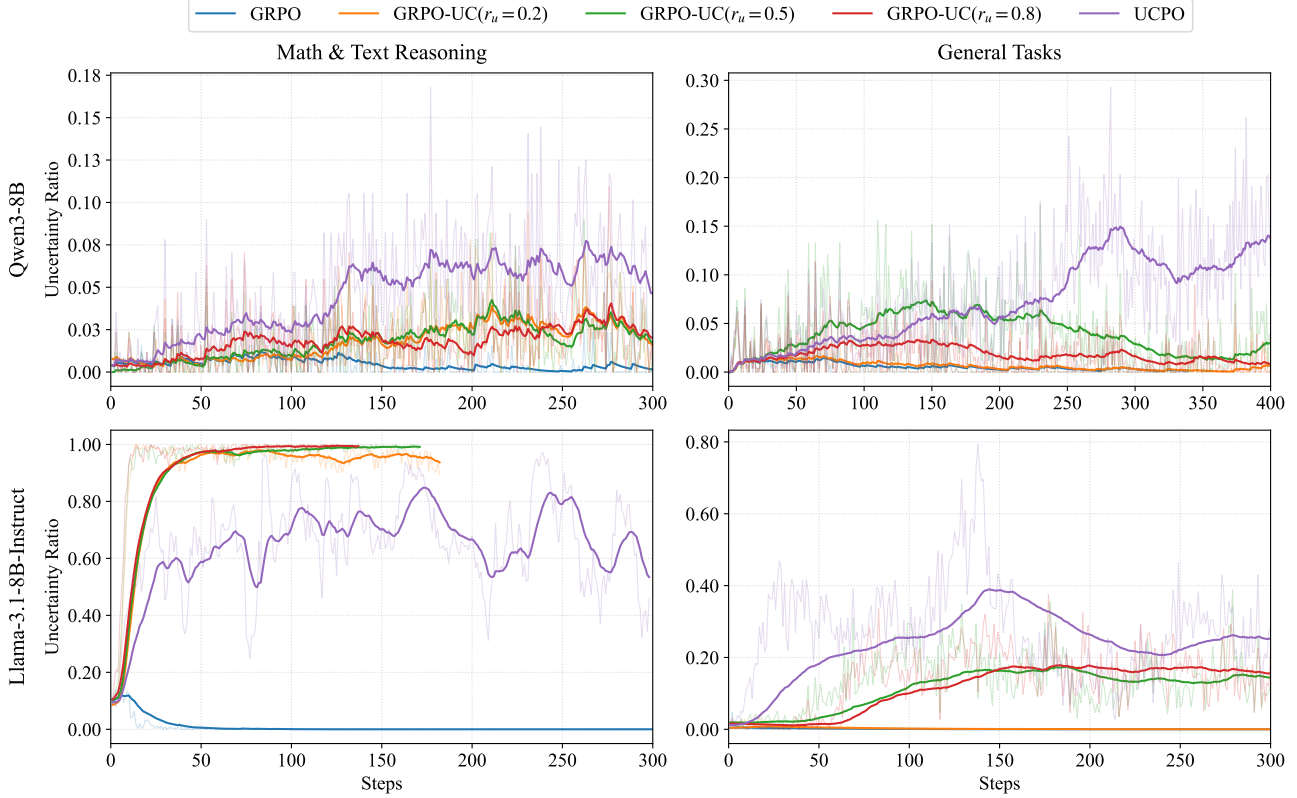 GRPO GRPO-UC(r_u = 0.2) GRPO-UC(r_u = 0.5) GRPO-UC(r_u = 0.8) UCPO
Math & Text Reasoning
General Tasks
Qwen3-8B
Uncertainty Ratio
0.18
0.15
0.13
0.10
0.08
0.05
0.03
0.00
0 50 100 150 200 250 300
0.30
0.25
0.20
0.15
0.10
0.05
0.00
0 50 100 150 200 250 300 350 400
Llama-3.1-8B-Instruct
Uncertainty Ratio
1.00
0.80
0.60
0.40
0.20
0.00
0 50 100 150 200 250 300
Steps
0.80
0.60
0.40
0.20
0.00
0 50 100 150 200 250 300
Steps